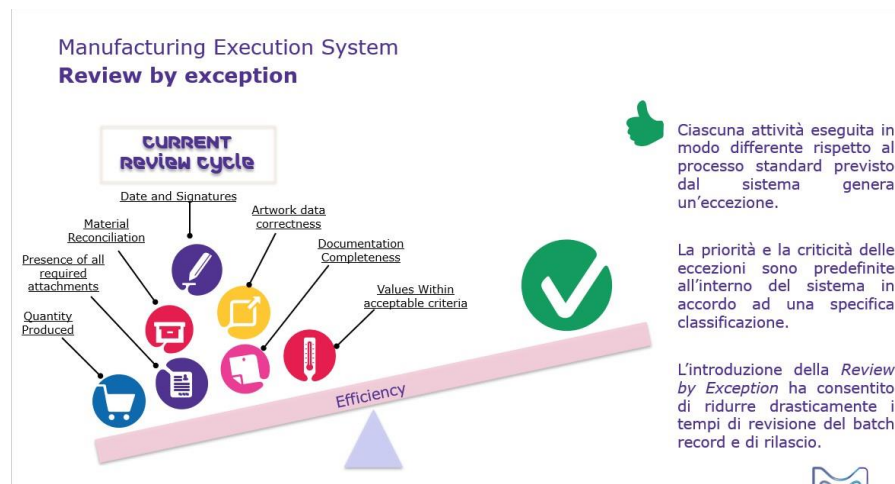 Manufacturing Execution System
Review by exception
CURRENT
Review cycle
Date and Signatures
Artwork data
correctness
Material
Reconciliation
Documentation
Completeness
Presence of all
required
attachments
Values Within
acceptable criteria
Quantity
Produced
Efficiency
Ciascuna attività eseguita in
modo differente rispetto al
processo standard previsto
dal sistema genera
un’eccezione.
La priorità e la criticità delle
eccezioni sono predefinite
all’interno del sistema in
accordo ad una specifica
classificazione.
L’introduzione della Review
by Exception ha consentito
di ridurre drasticamente i
tempi di revisione del batch
record e di rilascio.